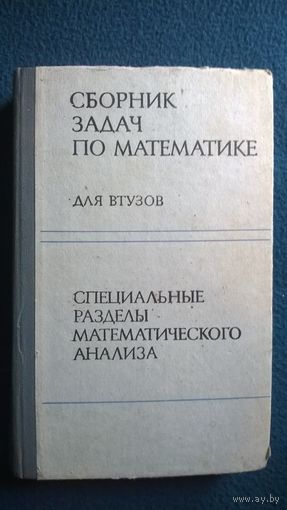 СБОРНИК
ЗАДАЧ
ПО МАТЕМАТИКЕ
ДЛЯ ВТУЗОВ
СПЕЦИАЛЬНЫЕ
РАЗДЕЛЫ
МАТЕМАТИЧЕСКОГО
АНАЛИЗА
www.ay.by